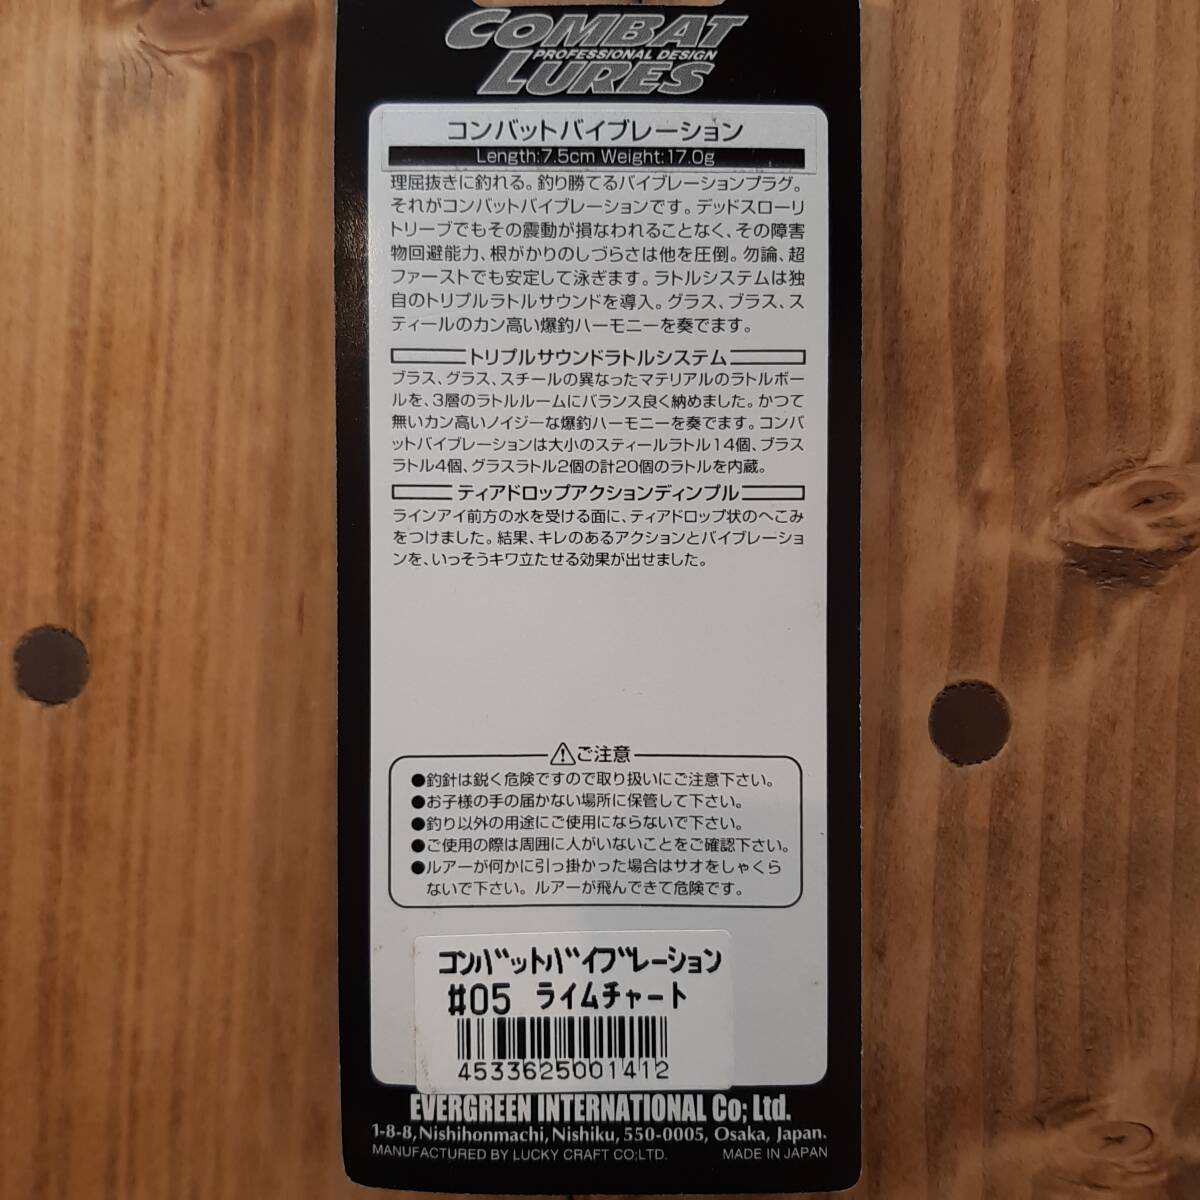 COMBAT
PROFESSIONAL DESIGN
LURES
コンバットバイブレーション
Length:7.5cm Weight:17.0g
理屈抜きに釣れる。釣り勝てるバイブレーションプラグ。
それがコンバットバイブレーションです。デッドスローリ
トリーブでもその震動が損なわれることなく、その障害
物回避能力、根がかりのしづらさは他を圧倒。勿論、超
ファーストでも安定して泳ぎます。ラトルシステムは独
自のトリプルラトルサウンドを導入。グラス、ブラス、ス
ティールのカン高い爆釣ハーモニーを奏でます。
トリプルサウンドラトルシステム
ブラス、グラス、スチールの異なったマテリアルのラトルボー
ルを、3層のラトルルームにバランス良く納めました。かつて
無いカン高いノイジーな爆釣ハーモニーを奏でます。コンバ
ットバイブレーションは大小のスティールラトル14個、ブラス
ラトル4個、グラスラトル2個の計20個のラトルを内蔵。
ティアドロップアクションディンプル
ラインアイ前方の水を受ける面に、ティアドロップ状のへこみ
をつけました。結果、キレのあるアクションとバイブレーショ
ンを、いっそうキワ立たせる効果が出せました。
⚠ご注意
●釣針は鋭く危険ですので取り扱いにご注意下さい。
●お子様の手の届かない場所に保管して下さい。
●釣り以外の用途にご使用にならないで下さい。
●ご使用の際は周囲に人がいないことをご確認下さい。
●ルアーが何かに引っ掛かった場合はサオをしゃくら
ないで下さい。ルアーが飛んできて危険です。
コンバットバイブレーション
#05 ライムチャート
4533625001412
EVERGREEN INTERNATIONAL Co; Ltd.
1-8-8, Nishihonmachi, Nishiku, 550-0005, Osaka, Japan.
MANUFACTURED BY LUCKY CRAFT CO;LTD. MADE IN JAPAN